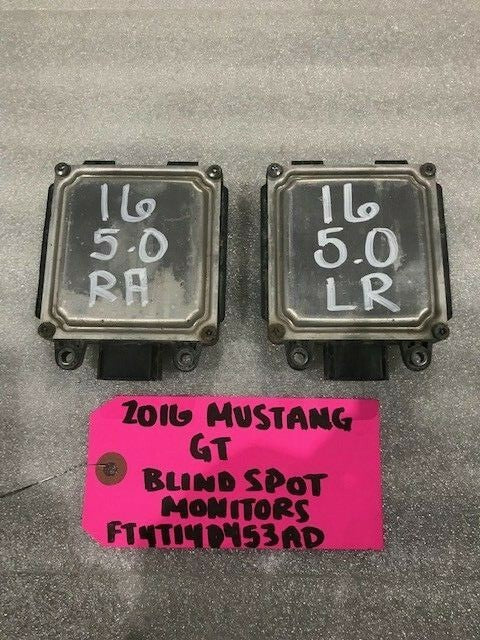 16
5.0
RA
16
5.0
LR
2016 MUSTANG
GT
BLIND SPOT
MONITORS
FT4T14D453AD